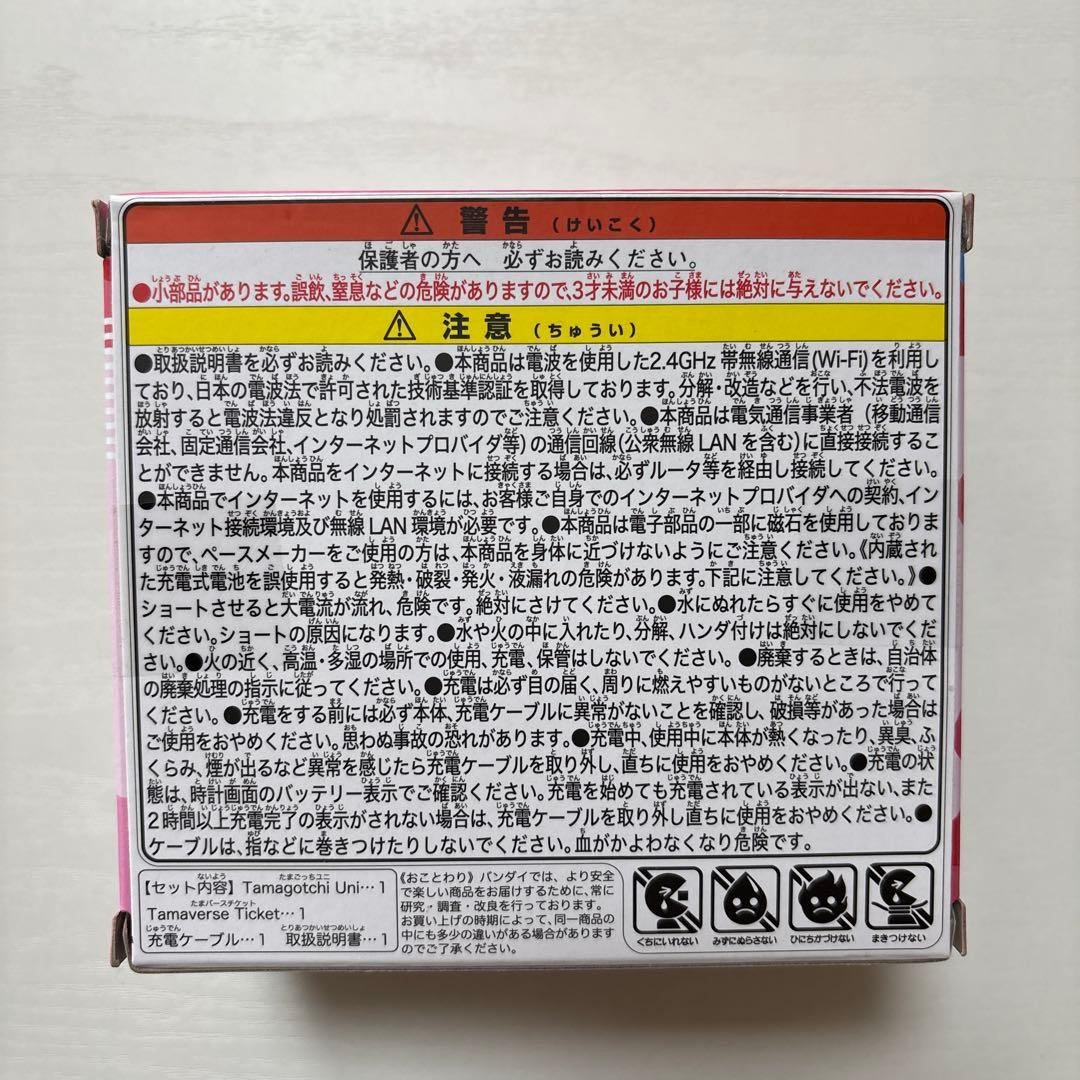 ⚠ 警告 (けいこく)
保護者の方へ 必ずお読みください。
●小部品があります。誤飲、窒息などの危険がありますので、3才未満のお子様には絶対に与えないでください。
⚠ 注意 (ちゅうい)
●取扱説明書を必ずお読みください。●本商品は電波を使用した2.4GHz 帯無線通信(Wi-Fi)を利用し
ており、日本の電波法で許可された技術基準認証を取得しております。分解・改造などを行い、不法電波を
放射すると電波法違反となり処罰されますのでご注意ください。●本商品は電気通信事業者（移動通信
会社、固定通信会社、インターネットプロバイダ等)の通信回線(公衆無線 LAN を含む)に直接接続するこ
とができません。本商品をインターネットに接続する場合は、必ずルータ等を経由し接続してください。
●本商品でインターネットを使用するには、お客様ご自身でのインターネットプロバイダへの契約、イン
ターネット接続環境及び無線 LAN 環境が必要です。●本商品は電子部品の一部に磁石を使用しておりま
すので、ペースメーカーをご使用の方は、本商品を身体に近づけないようにご注意ください。《内蔵され
た充電式電池を誤使用すると発熱・破裂・発火・液漏れの危険があります。下記に注意してください。》●
ショートさせると大電流が流れ、危険です。絶対にさけてください。●水にぬれたらすぐに使用をやめて
ください。ショートの原因になります。●水や火の中に入れたり、分解、ハンダ付けは絶対にしないでくだ
さい。●火の近く、高温・多湿の場所での使用、充電、保管はしないでください。●廃棄するときは、自治体
の廃棄処理の指示に従ってください。●充電は必ず目の届く、周りに燃えやすいものがないところで行って
ください。●充電をする前には必ず本体、充電ケーブルに異常がないことを確認し、破損等があった場合は
ご使用をおやめください。思わぬ事故の恐れがあります。●充電中、使用中に本体が熱くなったり、異臭、ふ
くらみ、煙が出るなど異常を感じたら充電ケーブルを取り外し、直ちに使用をおやめください。●充電の状
態は、時計画面のバッテリー表示でご確認ください。充電を始めても充電されている表示が出ない、また
2時間以上充電完了の表示がされない場合は、充電ケーブルを取り外し直ちに使用をおやめください。●
ケーブルは、指などに巻きつけたりしないでください。血がかよわなくなり危険です。
【セット内容】Tamagotchi Uni…1
Tamaverse Ticket…1
充電ケーブル…1 取扱説明書…1
《おことわり》バンダイでは、より安全
で楽しい商品をお届けするために、常に
研究・調査・改良を行っております。
お買い上げの時期によって、同一商品の
中にも多少の違いがある場合があります
のでご了承ください。
くちにいれない みずにぬらさない ひにちかづけない まきつけない